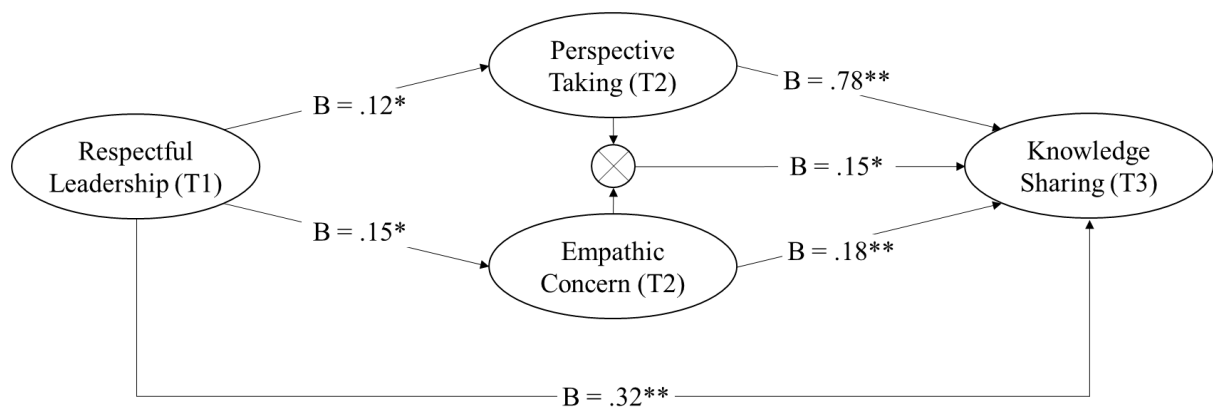 Perspective
Taking (T2)
B = .78**
B = .12*
Respectful
Leadership (T1)
B = .15*
Knowledge
Sharing (T3)
B = .15*
Empathic
Concern (T2)
B = .18**
B = .32**